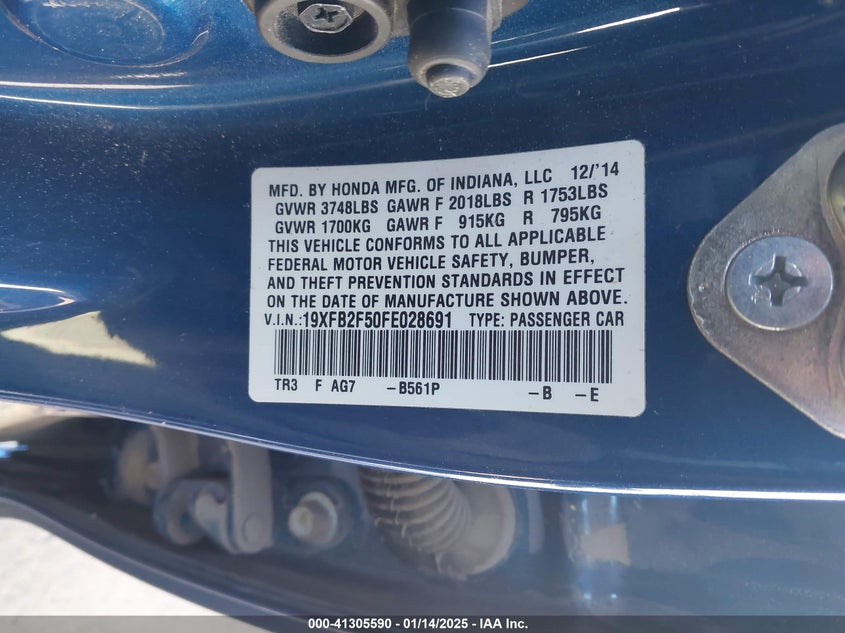 MFD. BY HONDA MFG. OF INDIANA, LLC 12/'14
GVWR 3748LBS GAWR F 2018LBS R 1753LBS
GVWR 1700KG GAWR F 915KG R 795KG
THIS VEHICLE CONFORMS TO ALL APPLICABLE
FEDERAL MOTOR VEHICLE SAFETY, BUMPER,
AND THEFT PREVENTION STANDARDS IN EFFECT
ON THE DATE OF MANUFACTURE SHOWN ABOVE.
V.I.N.:19XFB2F50FE028691 TYPE: PASSENGER CAR
TR3 F AG7 -B561P -B -E
000-41305590 - 01/14/2025 - IAA Inc.